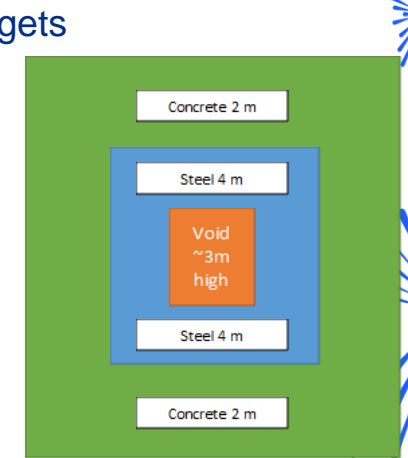 gets
Concrete 2 m
Steel 4 m
Void
~3m
high
Steel 4 m
Concrete 2 m